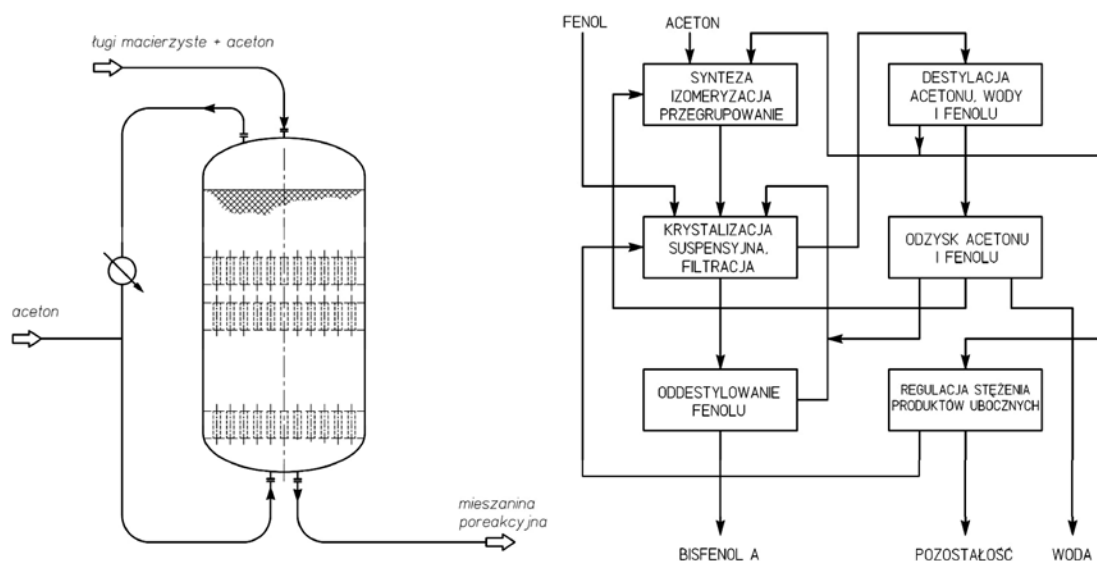 ługi macierzyste + aceton
aceton
mieszanina
poreakcyjna
FENOL
ACETON
SYNTEZA
IZOMERYZACJA
PRZEGRUPOWANIE
DESTYLACJA
ACETONU, WODY
I FENOLU
KRYSTALIZACJA
SUSPENSYJNA,
FILTRACJA
ODZYSK ACETONU
I FENOLU
ODDESTYLOWANIE
FENOLU
REGULACJA STĘŻENIA
PRODUKTÓW UBOCZNYCH
BISFENOL A
POZOSTAŁOŚĆ
WODA